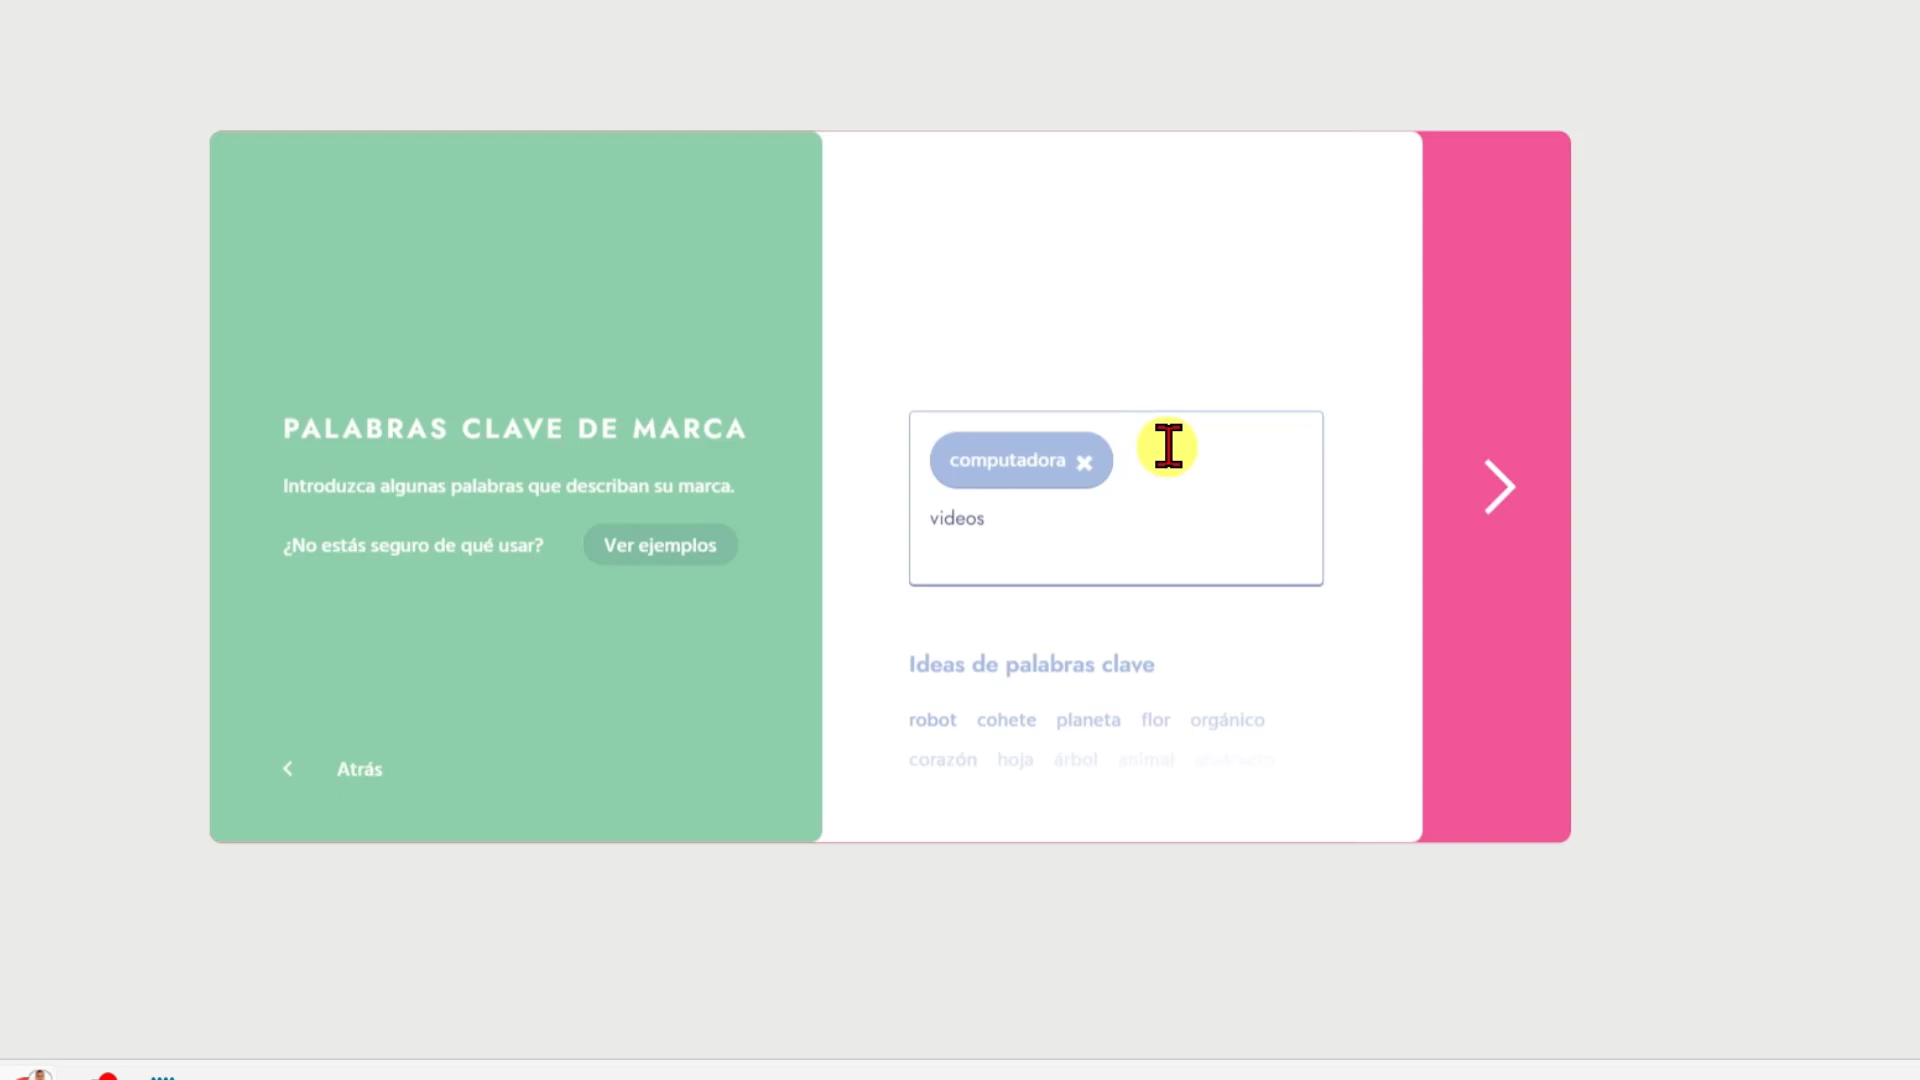 PALABRAS CLAVE DE MARCA
Introduzca algunas palabras que describan su marca.
¿No estás seguro de qué usar? Ver ejemplos
Atrás
computadora
videos
Ideas de palabras clave
robot cohete planeta flor orgánico
corazón hoja árbol animal